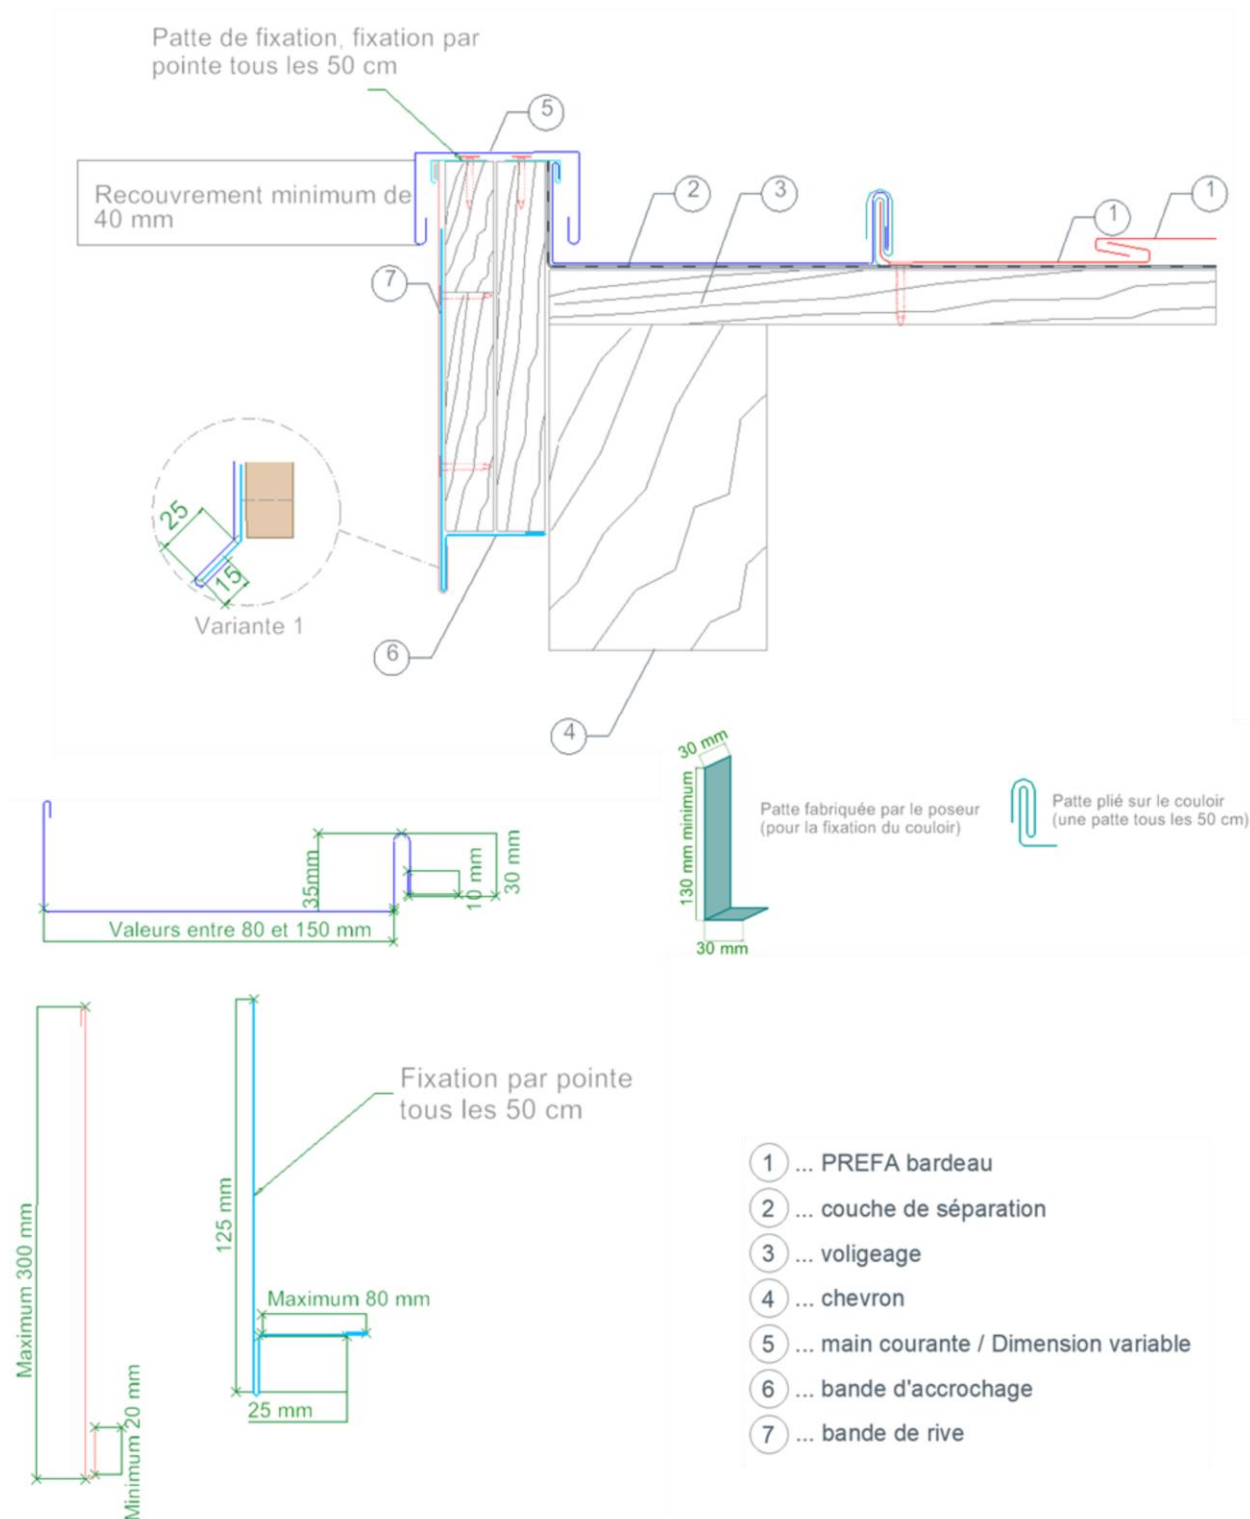 Patte de fixation, fixation par
pointe tous les 50 cm
5
Recouvrement minimum de
40 mm
2
3
1
1
7
25
15
Variante 1
6
4
30 mm
130 mm minimum
30 mm
Patte fabriquée par le poseur
(pour la fixation du couloir)
Patte plié sur le couloir
(une patte tous les 50 cm)
35mm
10 mm
30 mm
Valeurs entre 80 et 150 mm
Maximum 300 mm
Minimum 20 mm
125 mm
Fixation par pointe
tous les 50 cm
Maximum 80 mm
25 mm
1 ... PREFA bardeau
2 ... couche de séparation
3 ... voligeage
4 ... chevron
5 ... main courante / Dimension variable
6 ... bande d'accrochage
7 ... bande de rive